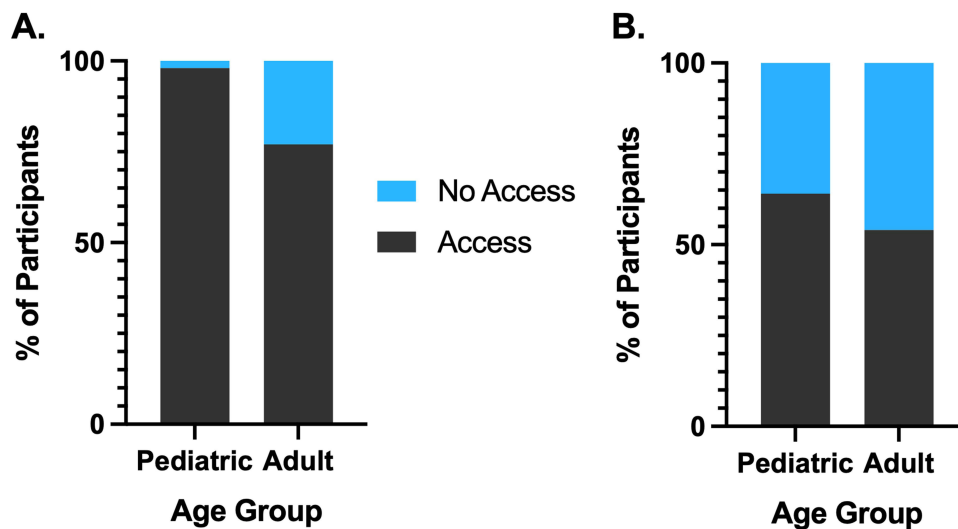 A.
100
50
0
% of Participants
Pediatric Adult
Age Group
No Access
Access
B.
100
50
0
% of Participants
Pediatric Adult
Age Group